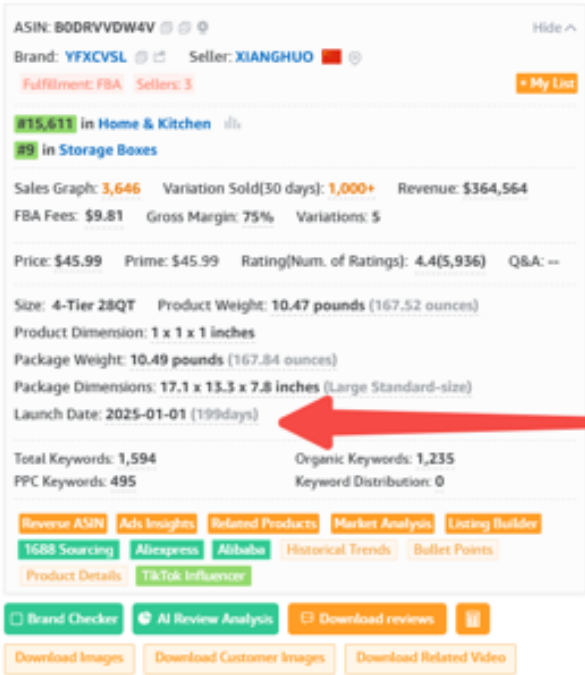 ASIN: B0DRVVDW4V Hide
Brand: YFXCVSL Seller: XIANGHUO
Fulfillment: FBA Sellers: 3 + My List
#15,611 in Home & Kitchen
#9 in Storage Boxes
Sales Graph: 3,646 Variation Sold(30 days): 1,000+ Revenue: $364,564
FBA Fees: $9.81 Gross Margin: 75% Variations: 5
Price: $45.99 Prime: $45.99 Rating(Num. of Ratings): 4.4(5,936) Q&A: --
Size: 4-Tier 28QT Product Weight: 10.47 pounds (167.52 ounces)
Product Dimension: 1 x 1 x 1 inches
Package Weight: 10.49 pounds (167.84 ounces)
Package Dimensions: 17.1 x 13.3 x 7.8 inches (Large Standard-size)
Launch Date: 2025-01-01 (199days)
Total Keywords: 1,594 Organic Keywords: 1,235
PPC Keywords: 495 Keyword Distribution: 0
Reverse ASIN Ads Insights Related Products Market Analysis Listing Builder
1688 Sourcing Aliexpress Alibaba Historical Trends Bullet Points
Product Details TikTok Influencer
Brand Checker AI Review Analysis Download reviews
Download Images Download Customer Images Download Related Video